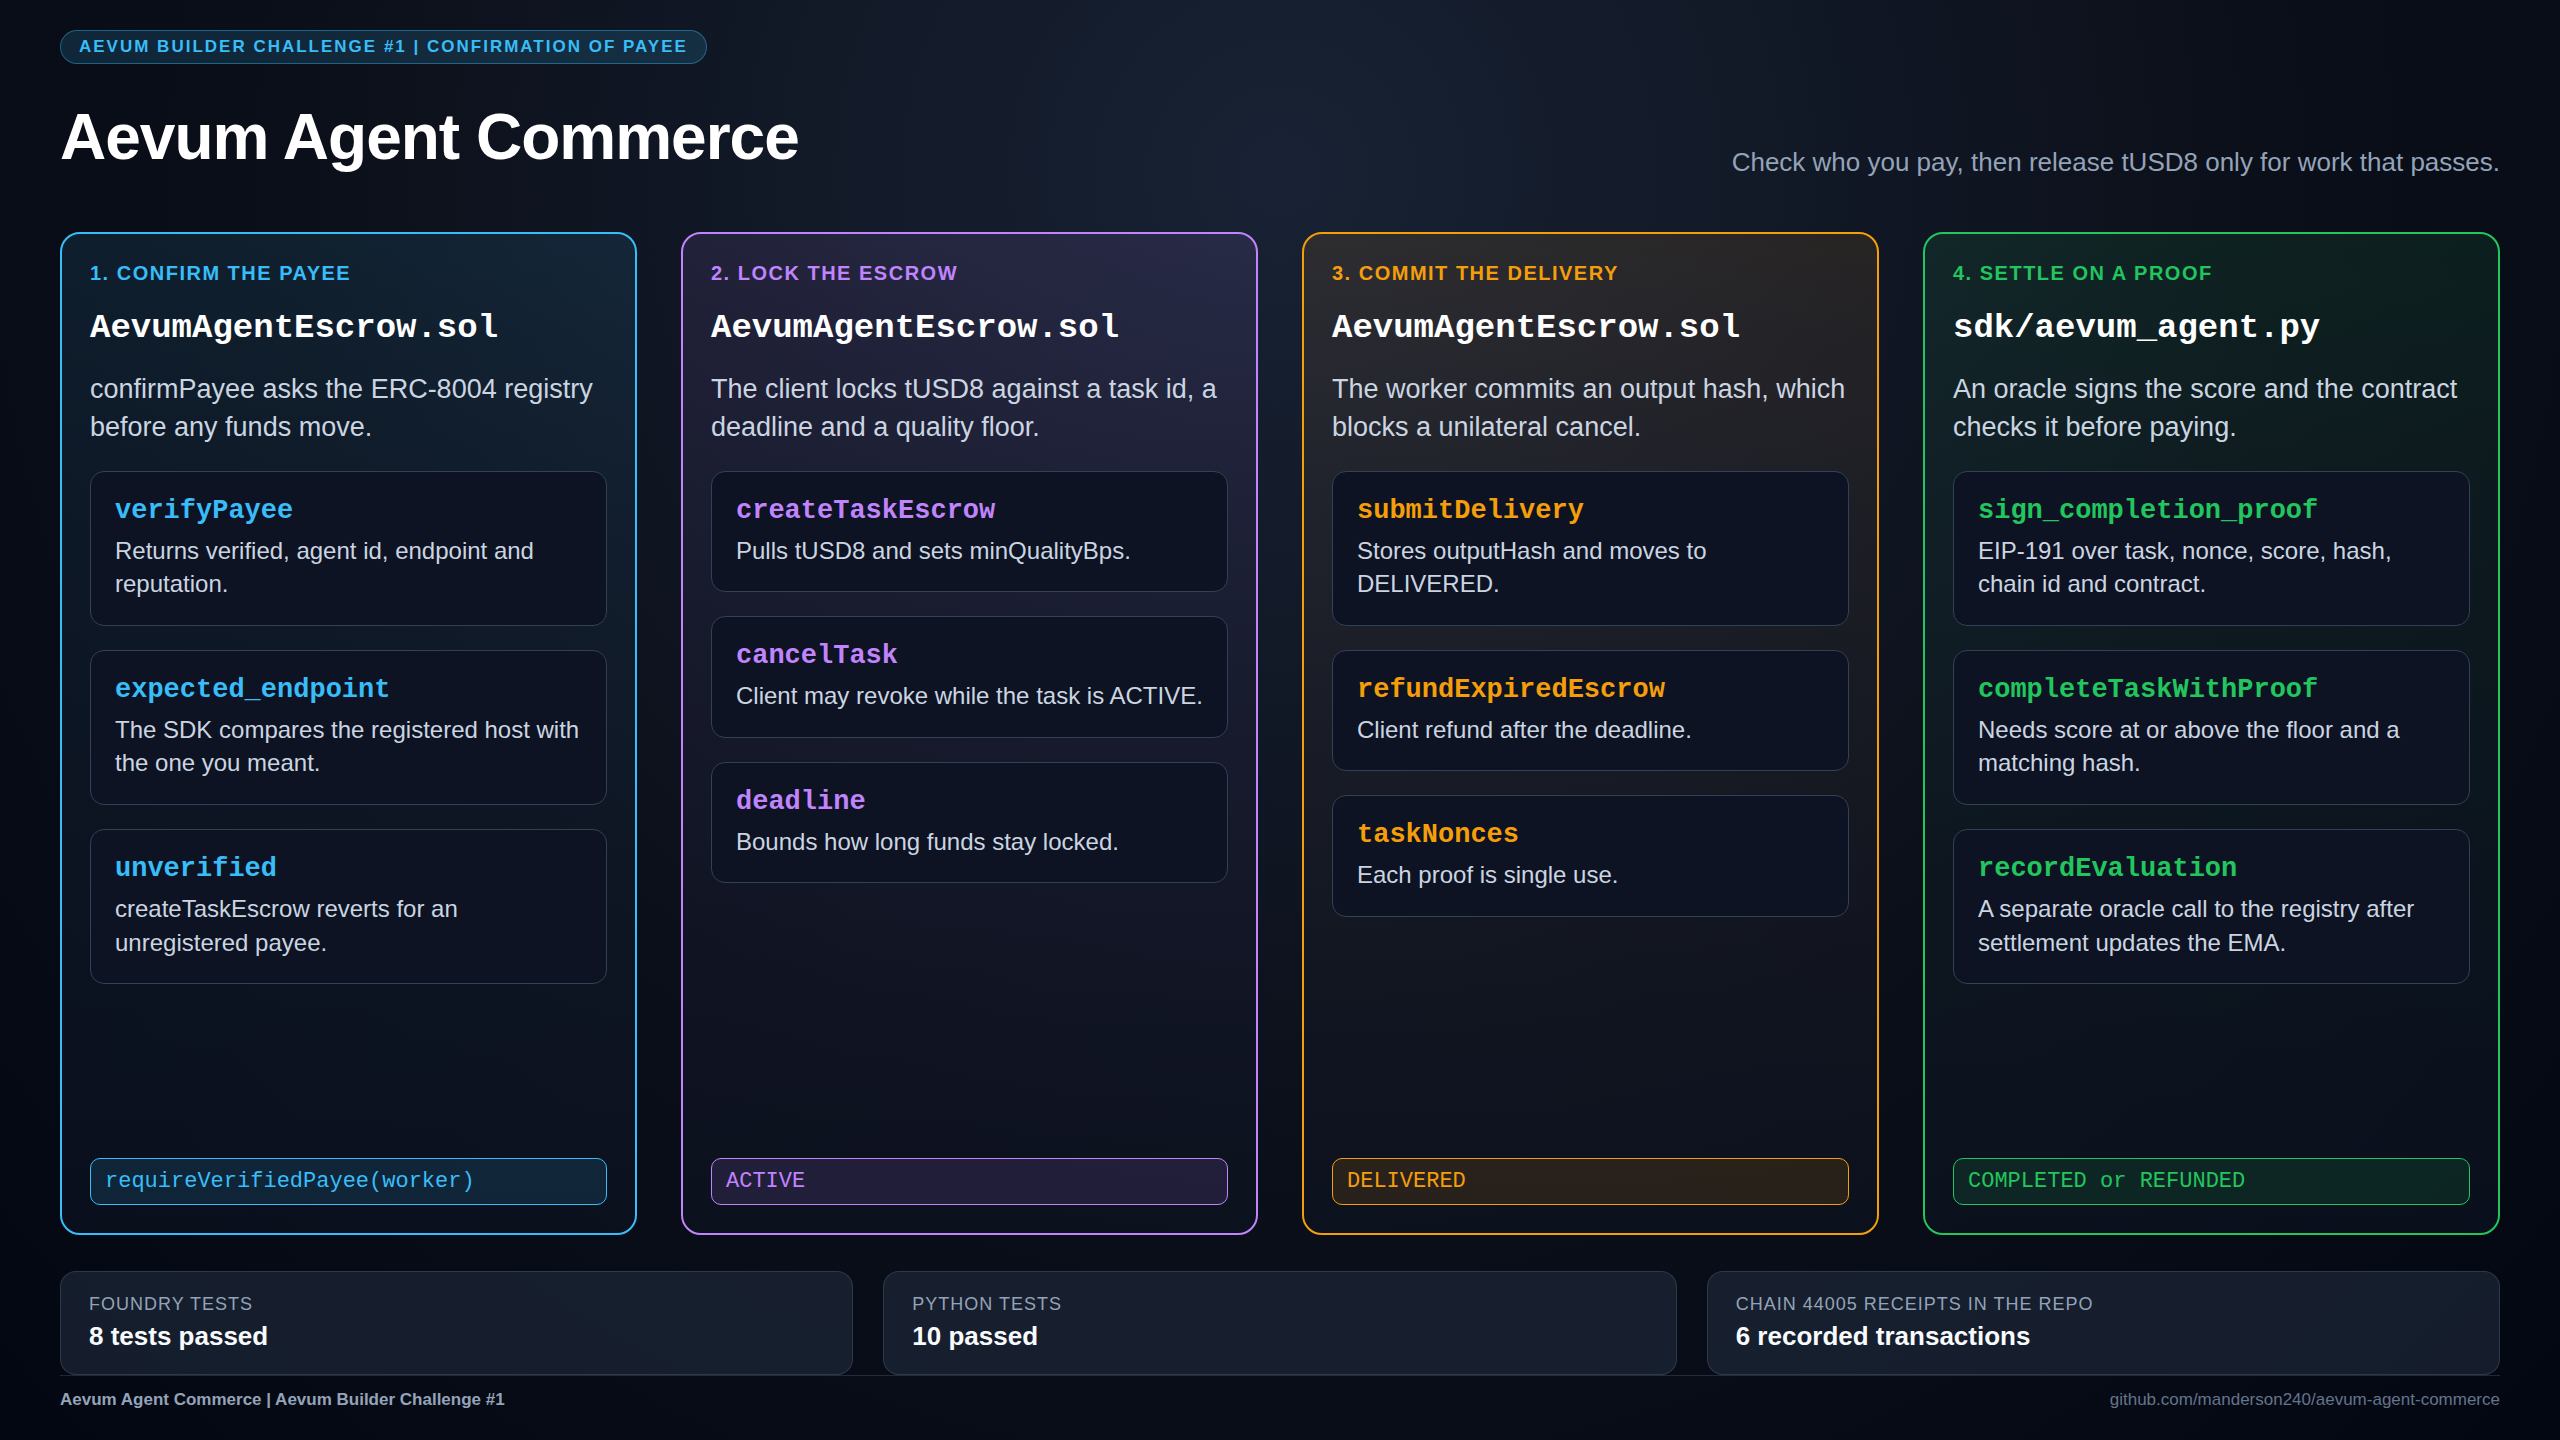 AEVUM BUILDER CHALLENGE #1 | CONFIRMATION OF PAYEE
Aevum Agent Commerce
Check who you pay, then release tUSD8 only for work that passes.
1. CONFIRM THE PAYEE
AevumAgentEscrow.sol
confirmPayee asks the ERC-8004 registry
before any funds move.
verifyPayee
Returns verified, agent id, endpoint and
reputation.
expected_endpoint
The SDK compares the registered host with
the one you meant.
unverified
createTaskEscrow reverts for an
unregistered payee.
requireVerifiedPayee(worker)
2. LOCK THE ESCROW
AevumAgentEscrow.sol
The client locks tUSD8 against a task id, a
deadline and a quality floor.
createTaskEscrow
Pulls tUSD8 and sets minQualityBps.
cancelTask
Client may revoke while the task is ACTIVE.
deadline
Bounds how long funds stay locked.
ACTIVE
3. COMMIT THE DELIVERY
AevumAgentEscrow.sol
The worker commits an output hash, which
blocks a unilateral cancel.
submitDelivery
Stores outputHash and moves to
DELIVERED.
refundExpiredEscrow
Client refund after the deadline.
taskNonces
Each proof is single use.
DELIVERED
4. SETTLE ON A PROOF
sdk/aevum_agent.py
An oracle signs the score and the contract
checks it before paying.
sign_completion_proof
EIP-191 over task, nonce, score, hash,
chain id and contract.
completeTaskWithProof
Needs score at or above the floor and a
matching hash.
recordEvaluation
A separate oracle call to the registry after
settlement updates the EMA.
COMPLETED or REFUNDED
FOUNDRY TESTS
8 tests passed
PYTHON TESTS
10 passed
CHAIN 44005 RECEIPTS IN THE REPO
6 recorded transactions
Aevum Agent Commerce | Aevum Builder Challenge #1
github.com/manderson240/aevum-agent-commerce